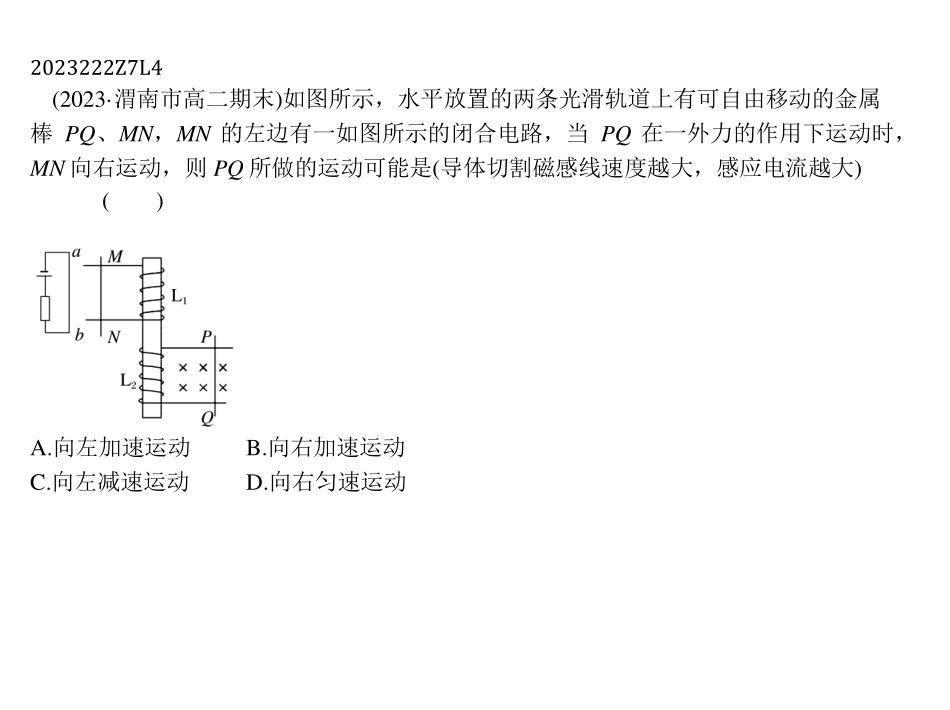 2023222Z7L4
(2023·渭南市高二期末)如图所示，水平放置的两条光滑轨道上有可自由移动的金属
棒 PQ、MN，MN 的左边有一如图所示的闭合电路，当 PQ 在一外力的作用下运动时，
MN 向右运动，则 PQ 所做的运动可能是(导体切割磁感线速度越大，感应电流越大)
(　　)
a
M
L₁
b
N
P
× × ×
L₂
× × ×
Q
A.向左加速运动　　B.向右加速运动
C.向左减速运动　　D.向右匀速运动